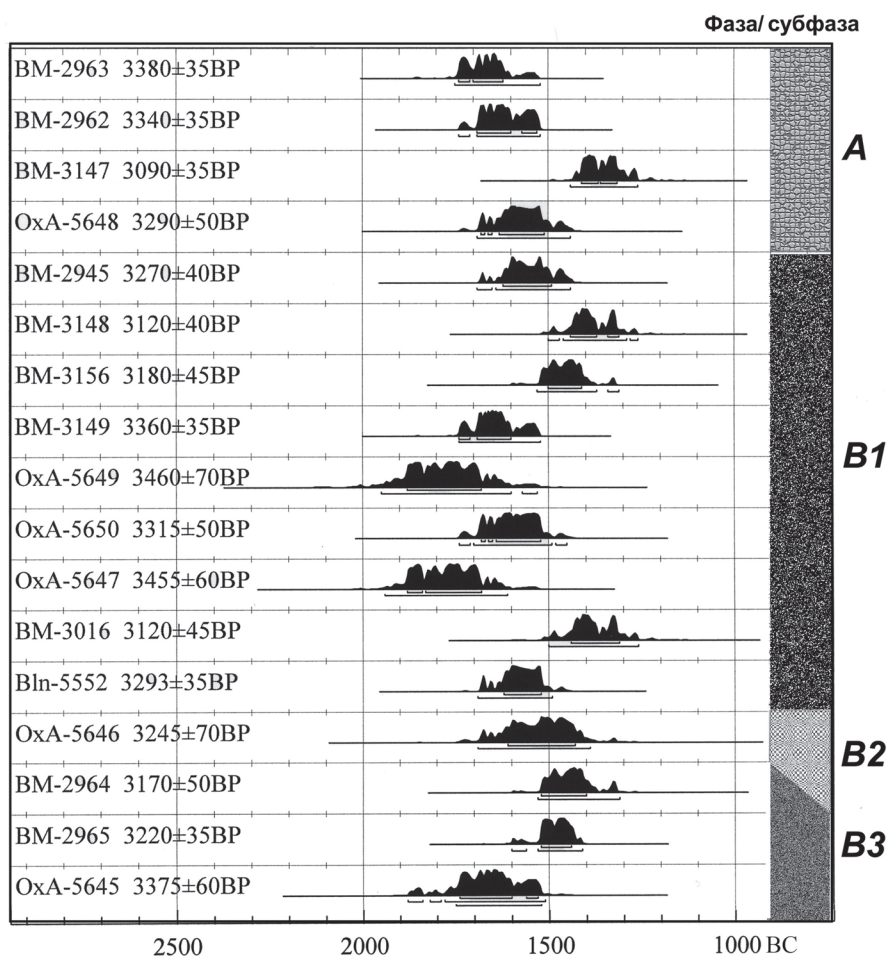 Фаза/ субфаза
BM-2963 3380±35BP
BM-2962 3340±35BP
A
BM-3147 3090±35BP
OxA-5648 3290±50BP
BM-2945 3270±40BP
BM-3148 3120±40BP
BM-3156 3180±45BP
BM-3149 3360±35BP
B1
OxA-5649 3460±70BP
OxA-5650 3315±50BP
OxA-5647 3455±60BP
BM-3016 3120±45BP
Bln-5552 3293±35BP
OxA-5646 3245±70BP
B2
BM-2964 3170±50BP
BM-2965 3220±35BP
B3
OxA-5645 3375±60BP
2500 2000 1500 1000 BC